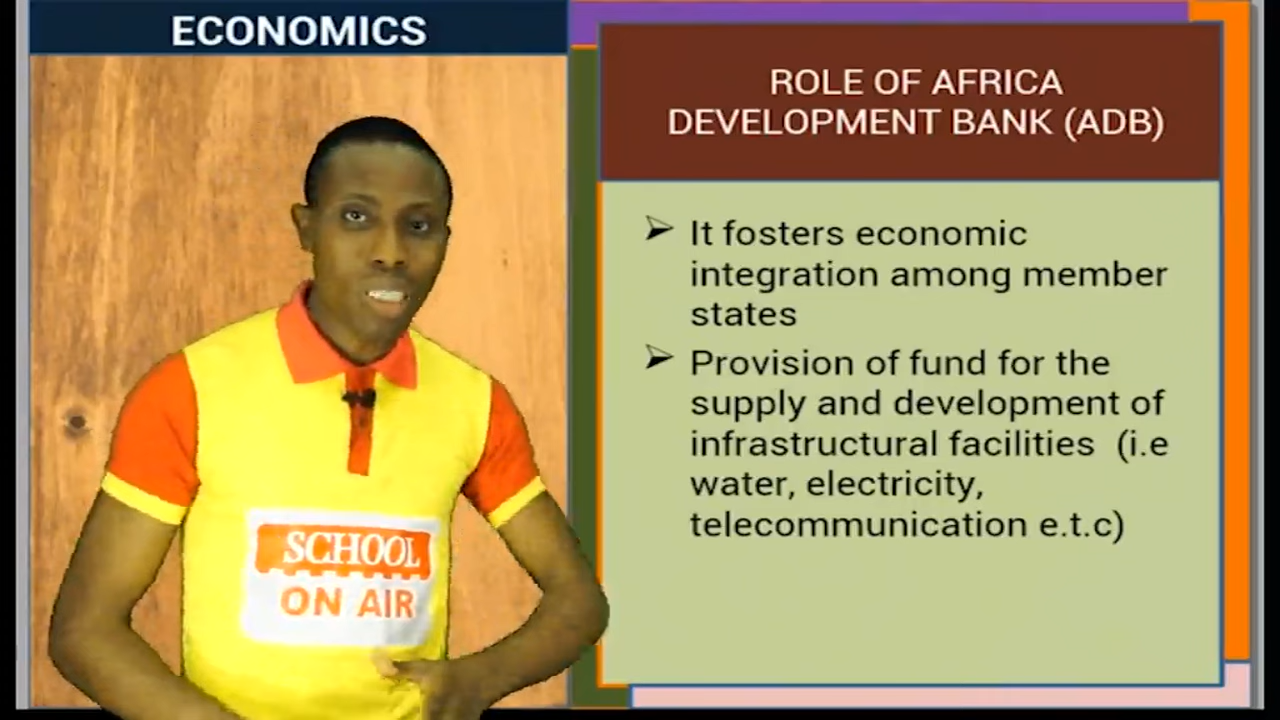 ECONOMICS
ROLE OF AFRICA
DEVELOPMENT BANK (ADB)
➢ It fosters economic
integration among member
states
➢ Provision of fund for the
supply and development of
infrastructural facilities (i.e
water, electricity,
telecommunication e.t.c)
SCHOOL
ON AIR